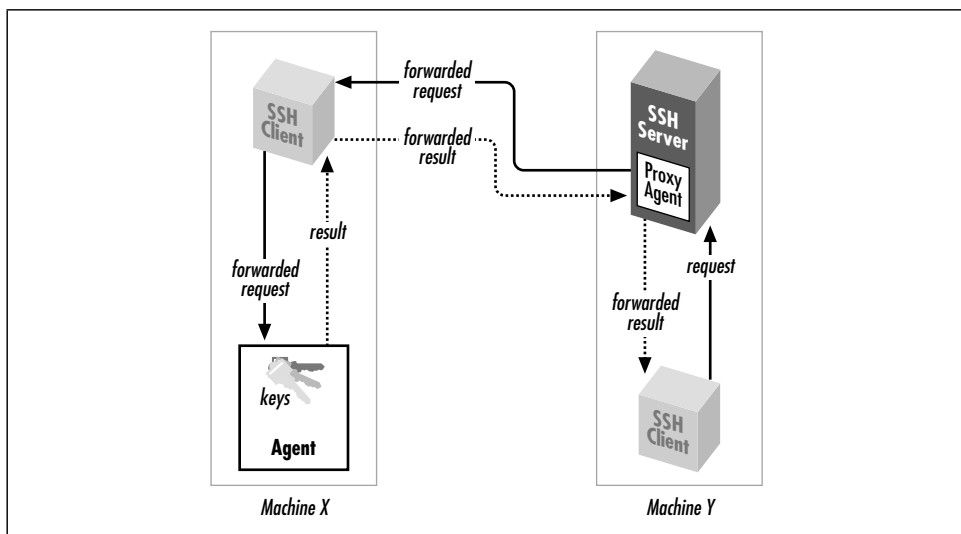 forwarded
request
SSH
Client
SSH
Server
forwarded
result
Proxy
Agent
result
request
forwarded
request
forwarded
result
keys
SSH
Client
Agent
Machine X
Machine Y